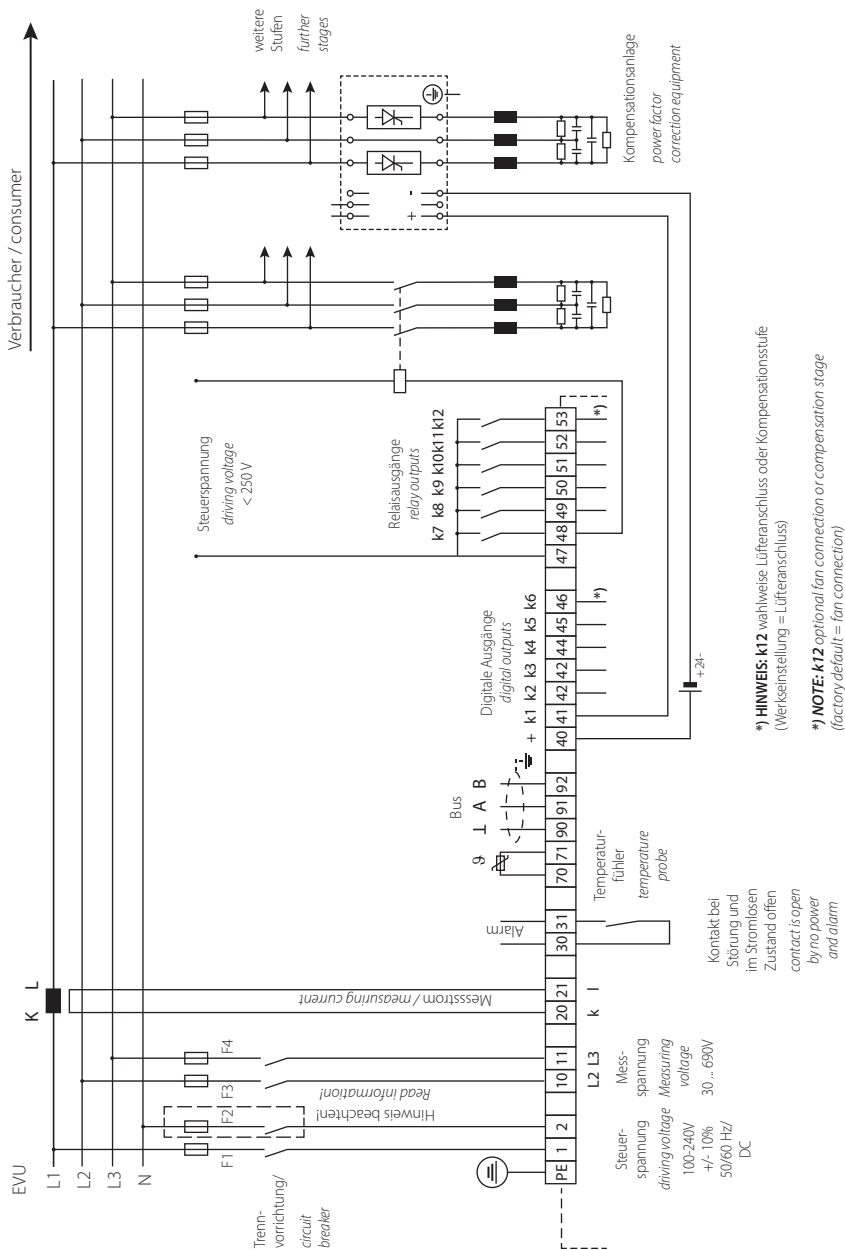 EVU
L1
L2
L3
N
Verbraucher / consumer
K L
F1
F2
F3
F4
Trenn-
vorrichtung/
circuit
breaker
Hinweis beachten!
Read information!
Messstrom / measuring current
Alarm
ϑ
Bus
⊥ A B
Digitale Ausgänge
digital outputs
+ k1 k2 k3 k4 k5 k6
Steuerspannung
driving voltage
< 250 V
Relaisausgänge
relay outputs
k7 k8 k9 k10 k11 k12
weitere
Stufen
further
stages
+ -
PE 1 2 10 11 20 21 30 31 70 71 90 91 92 40 41 42 42 44 45 46 47 48 49 50 51 52 53
L2 L3
k l
*)
*)
Steuer-
spannung
driving voltage
100-240V
+/- 10%
50/60 Hz/
DC
Mess-
spannung
Measuring
voltage
30 .. 690V
Kontakt bei
Störung und
im Stromlosen
Zustand offen
contact is open
by no power
and alarm
Temperatur-
fühler
temperature
probe
+24-
Kompensationsanlage
power factor
correction equipment
*) HINWEIS: k12 wahlweise Lüfteranschluss oder Kompensationsstufe
(Werkseinstellung = Lüfteranschluss)
*) NOTE: k12 optional fan connection or compensation stage
(factory default = fan connection)